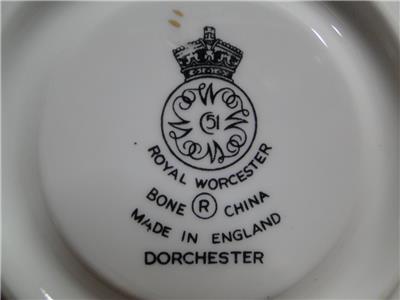 51
ROYAL WORCESTER
BONE ® CHINA
MADE IN ENGLAND
DORCHESTER